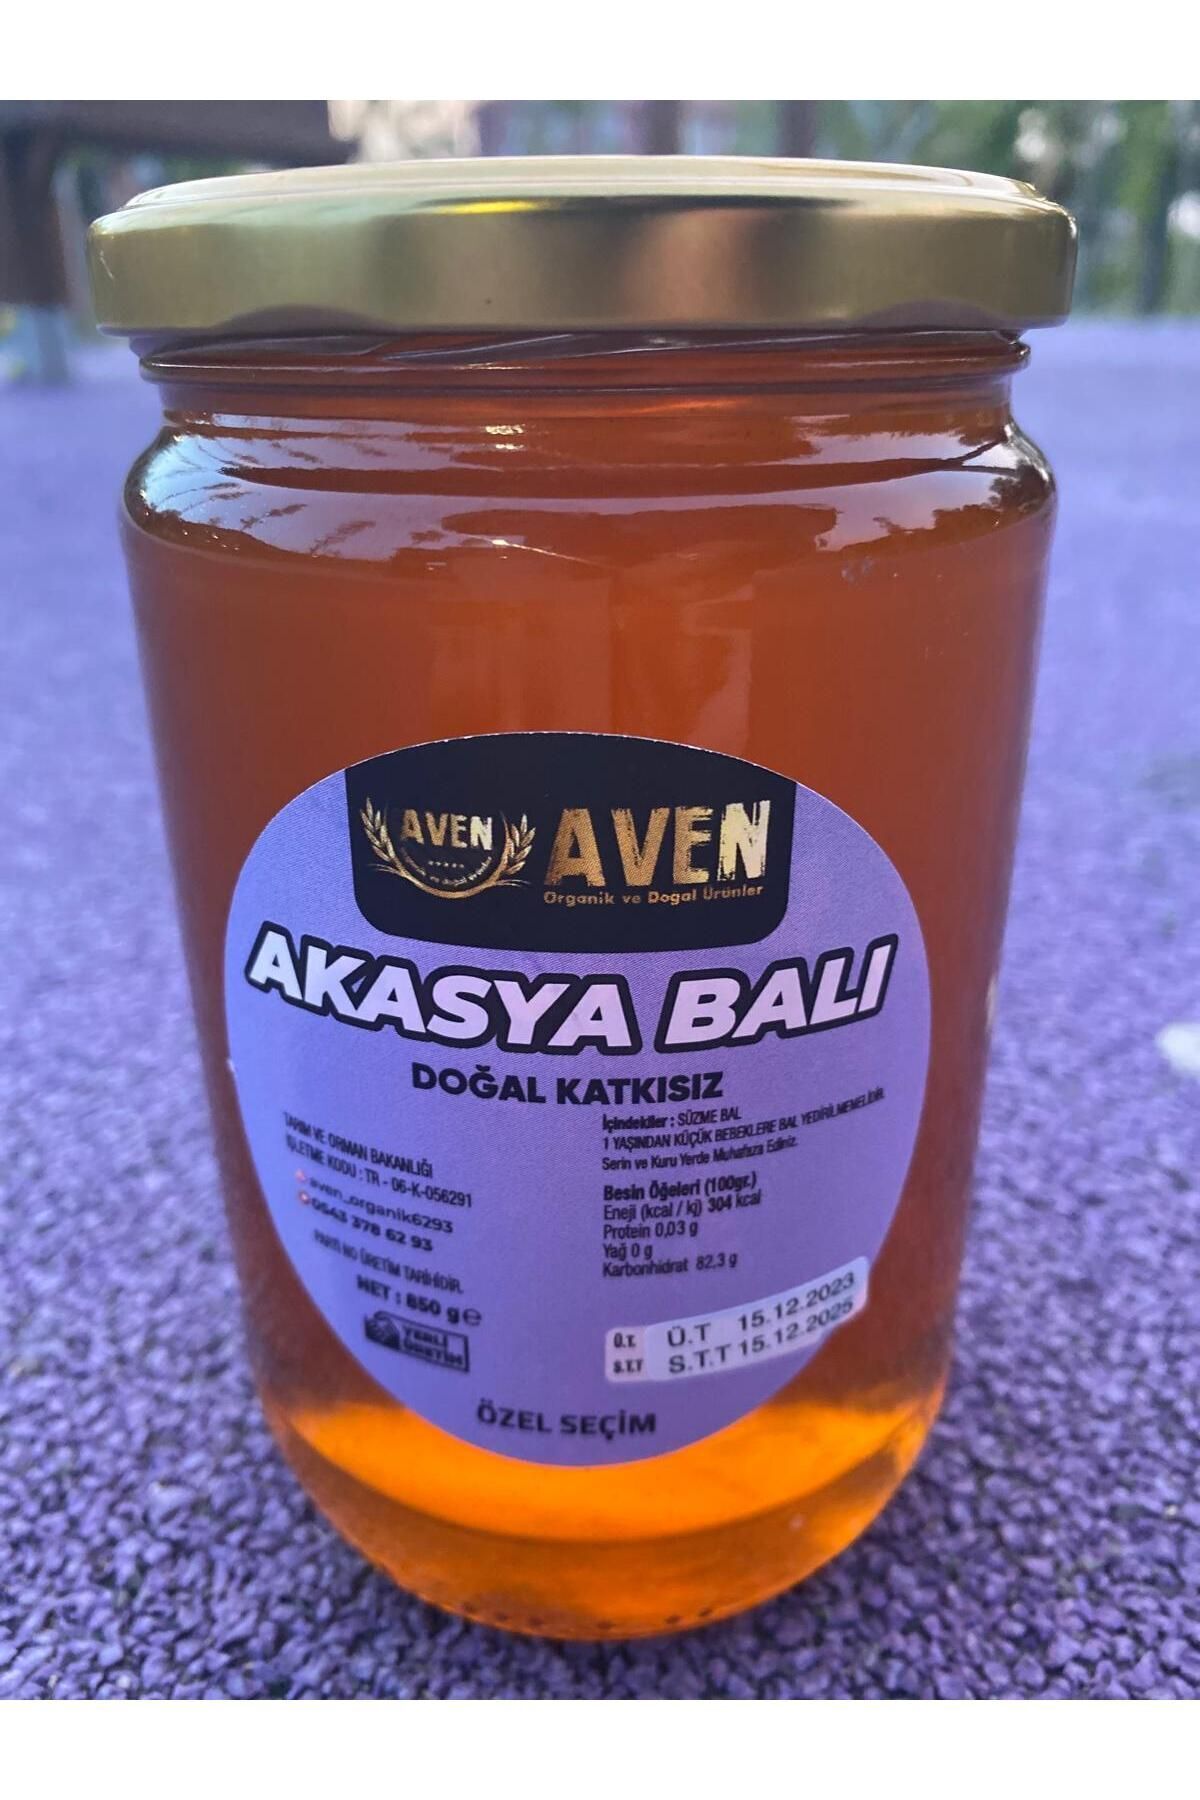 AVEN
AVEN
Organik ve Doğal Ürünler
AKASYA BALI
DOĞAL KATKISIZ
TARIM VE ORMAN BAKANLIĞI
İŞLETME KODU : TR - 06-K-056291
aven_organik6293
0543 378 62 93
PARTİ NO ÜRETİM TARİHİDİR.
NET : 850 g e
YERLİ
ÜRETİM
İçindekiler : SÜZME BAL
1 YAŞINDAN KÜÇÜK BEBEKLERE BAL YEDİRİLMEMELİDİR.
Serin ve Kuru Yerde Muhafıza Ediniz.
Besin Öğeleri (100gr.)
Eneji (kcal / kj) 304 kcal
Protein 0,03 g
Yağ 0 g
Karbonhidrat 82,3 g
Ü.T. Ü.T 15.12.2023
S.T.T S.T.T 15.12.2025
ÖZEL SEÇİM